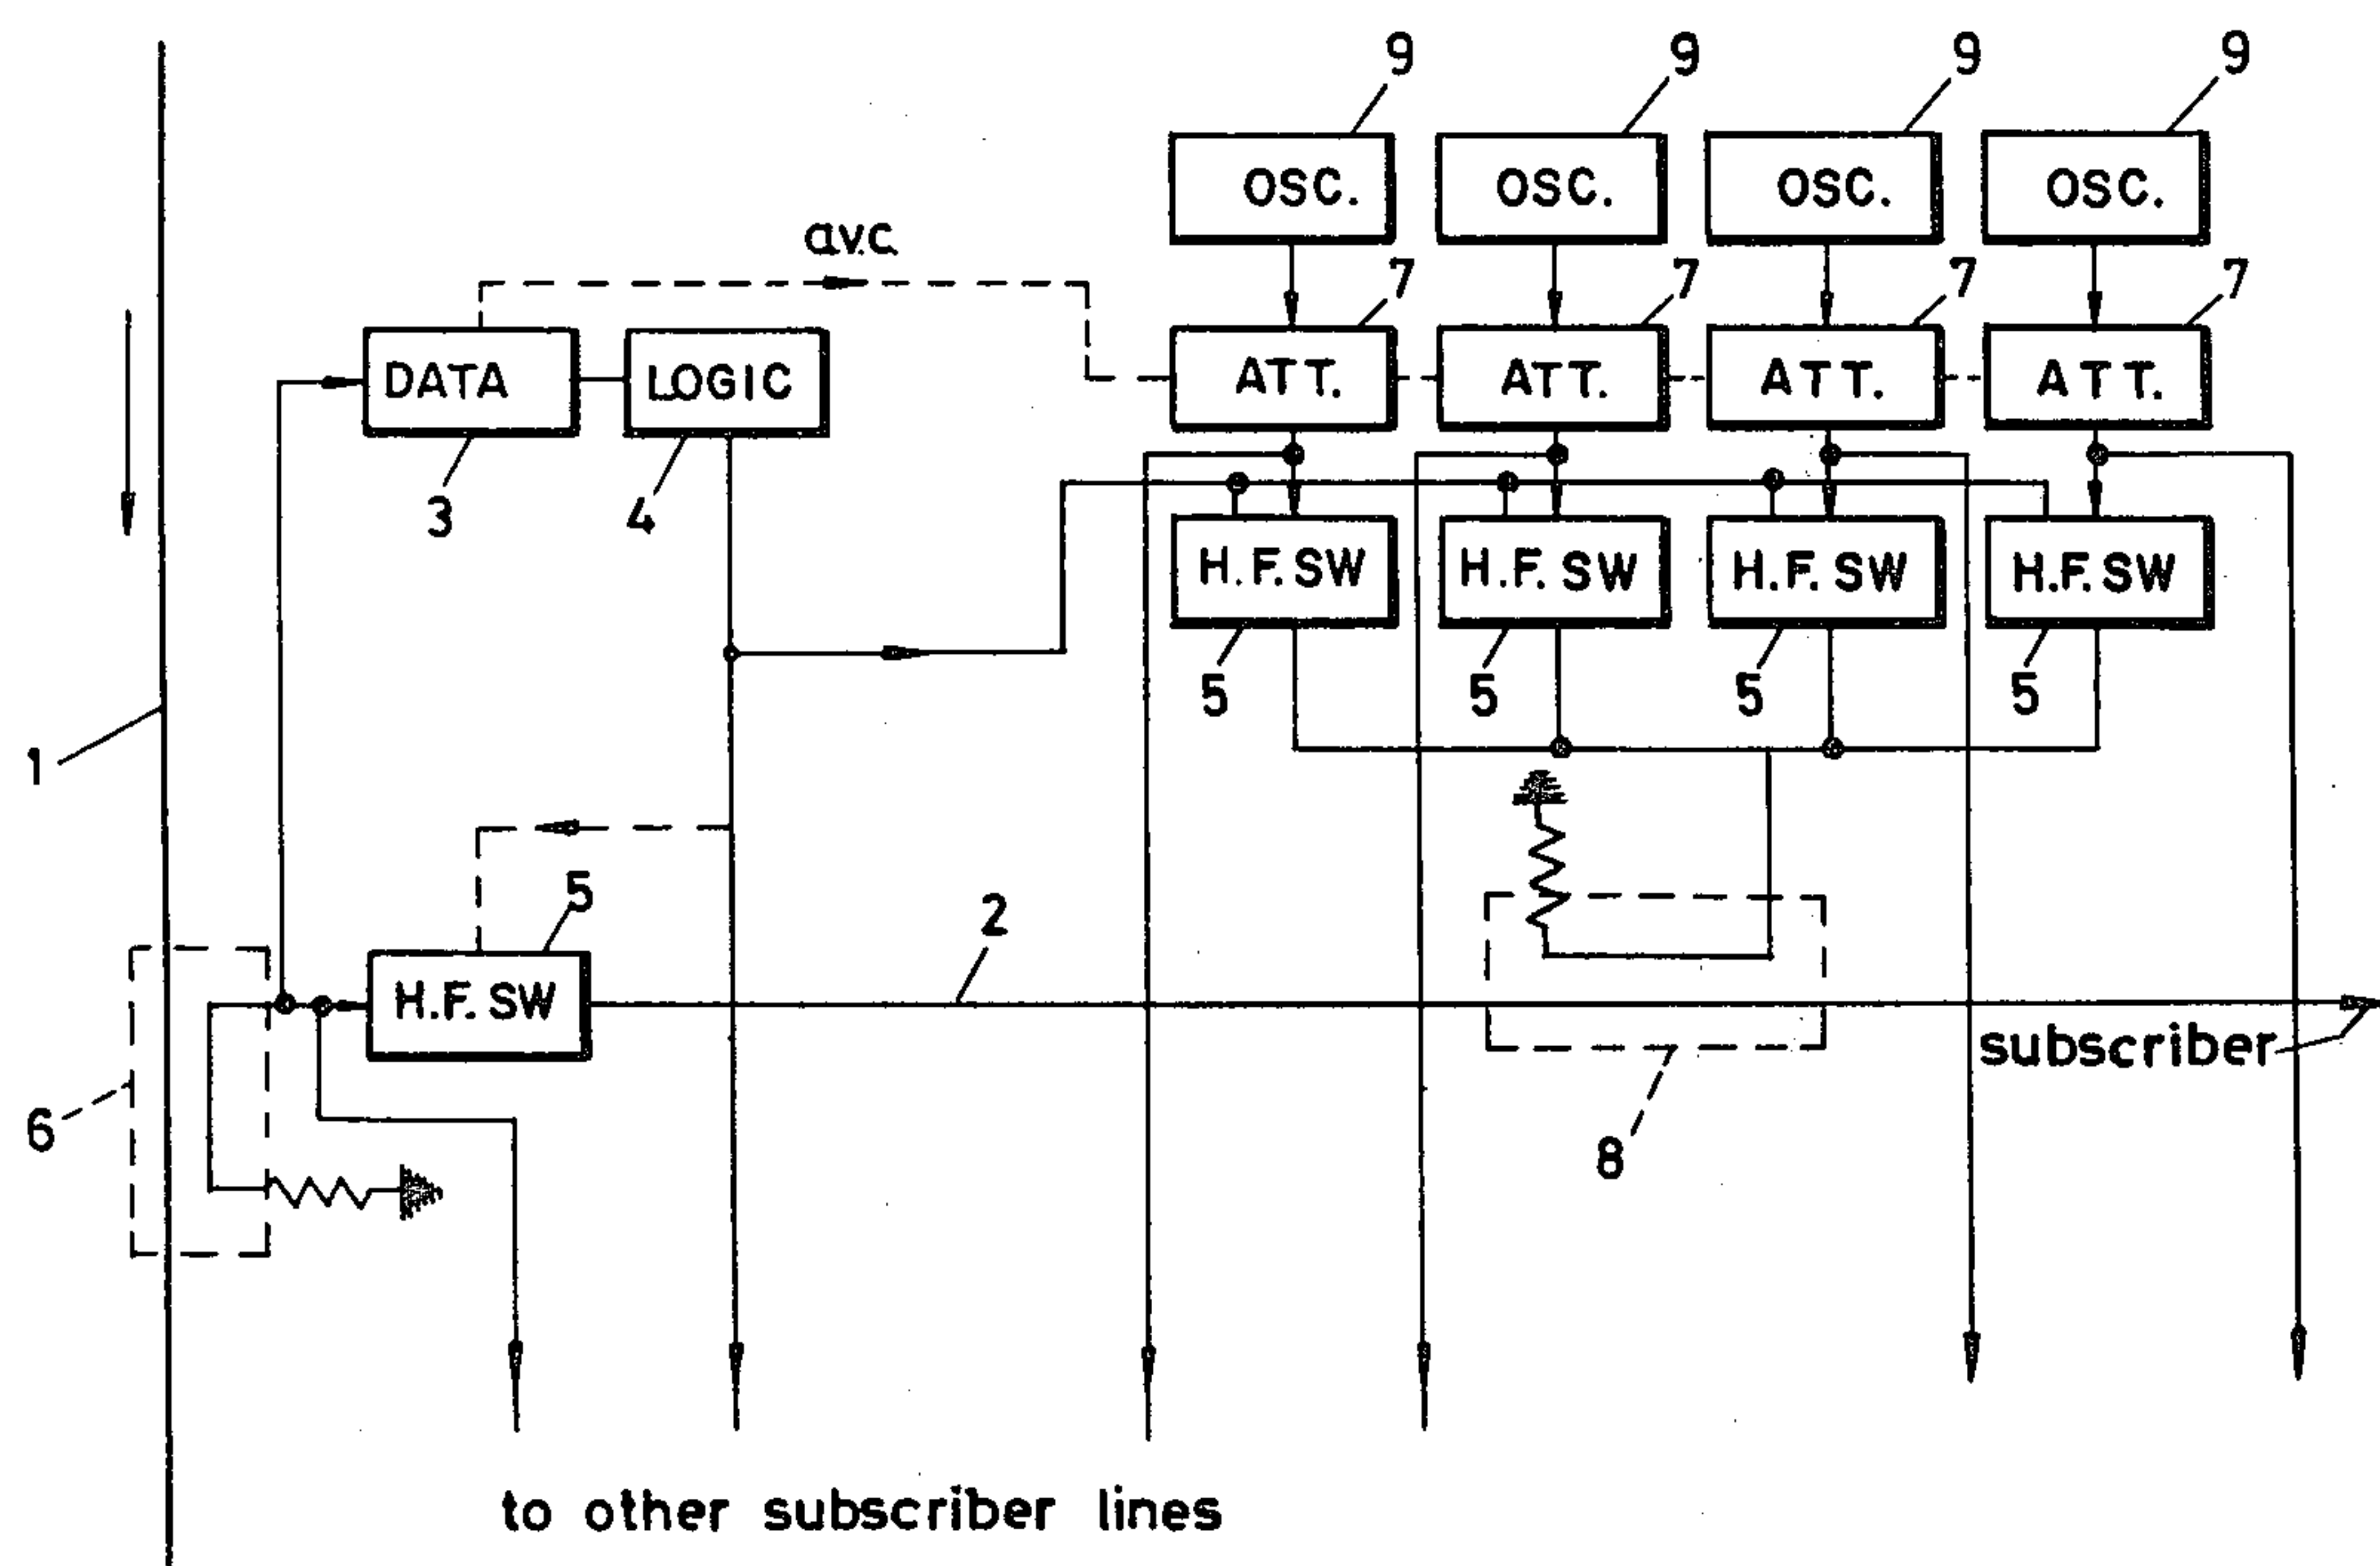 9 9 9 9
OSC. OSC. OSC. OSC.
a.v.c.
7 7 7 7
DATA LOGIC ATT. ATT. ATT. ATT.
3 4
H.F. SW H.F. SW H.F. SW H.F. SW
5 5 5 5
1
5
2
H.F. SW
subscriber
6
8
to other subscriber lines